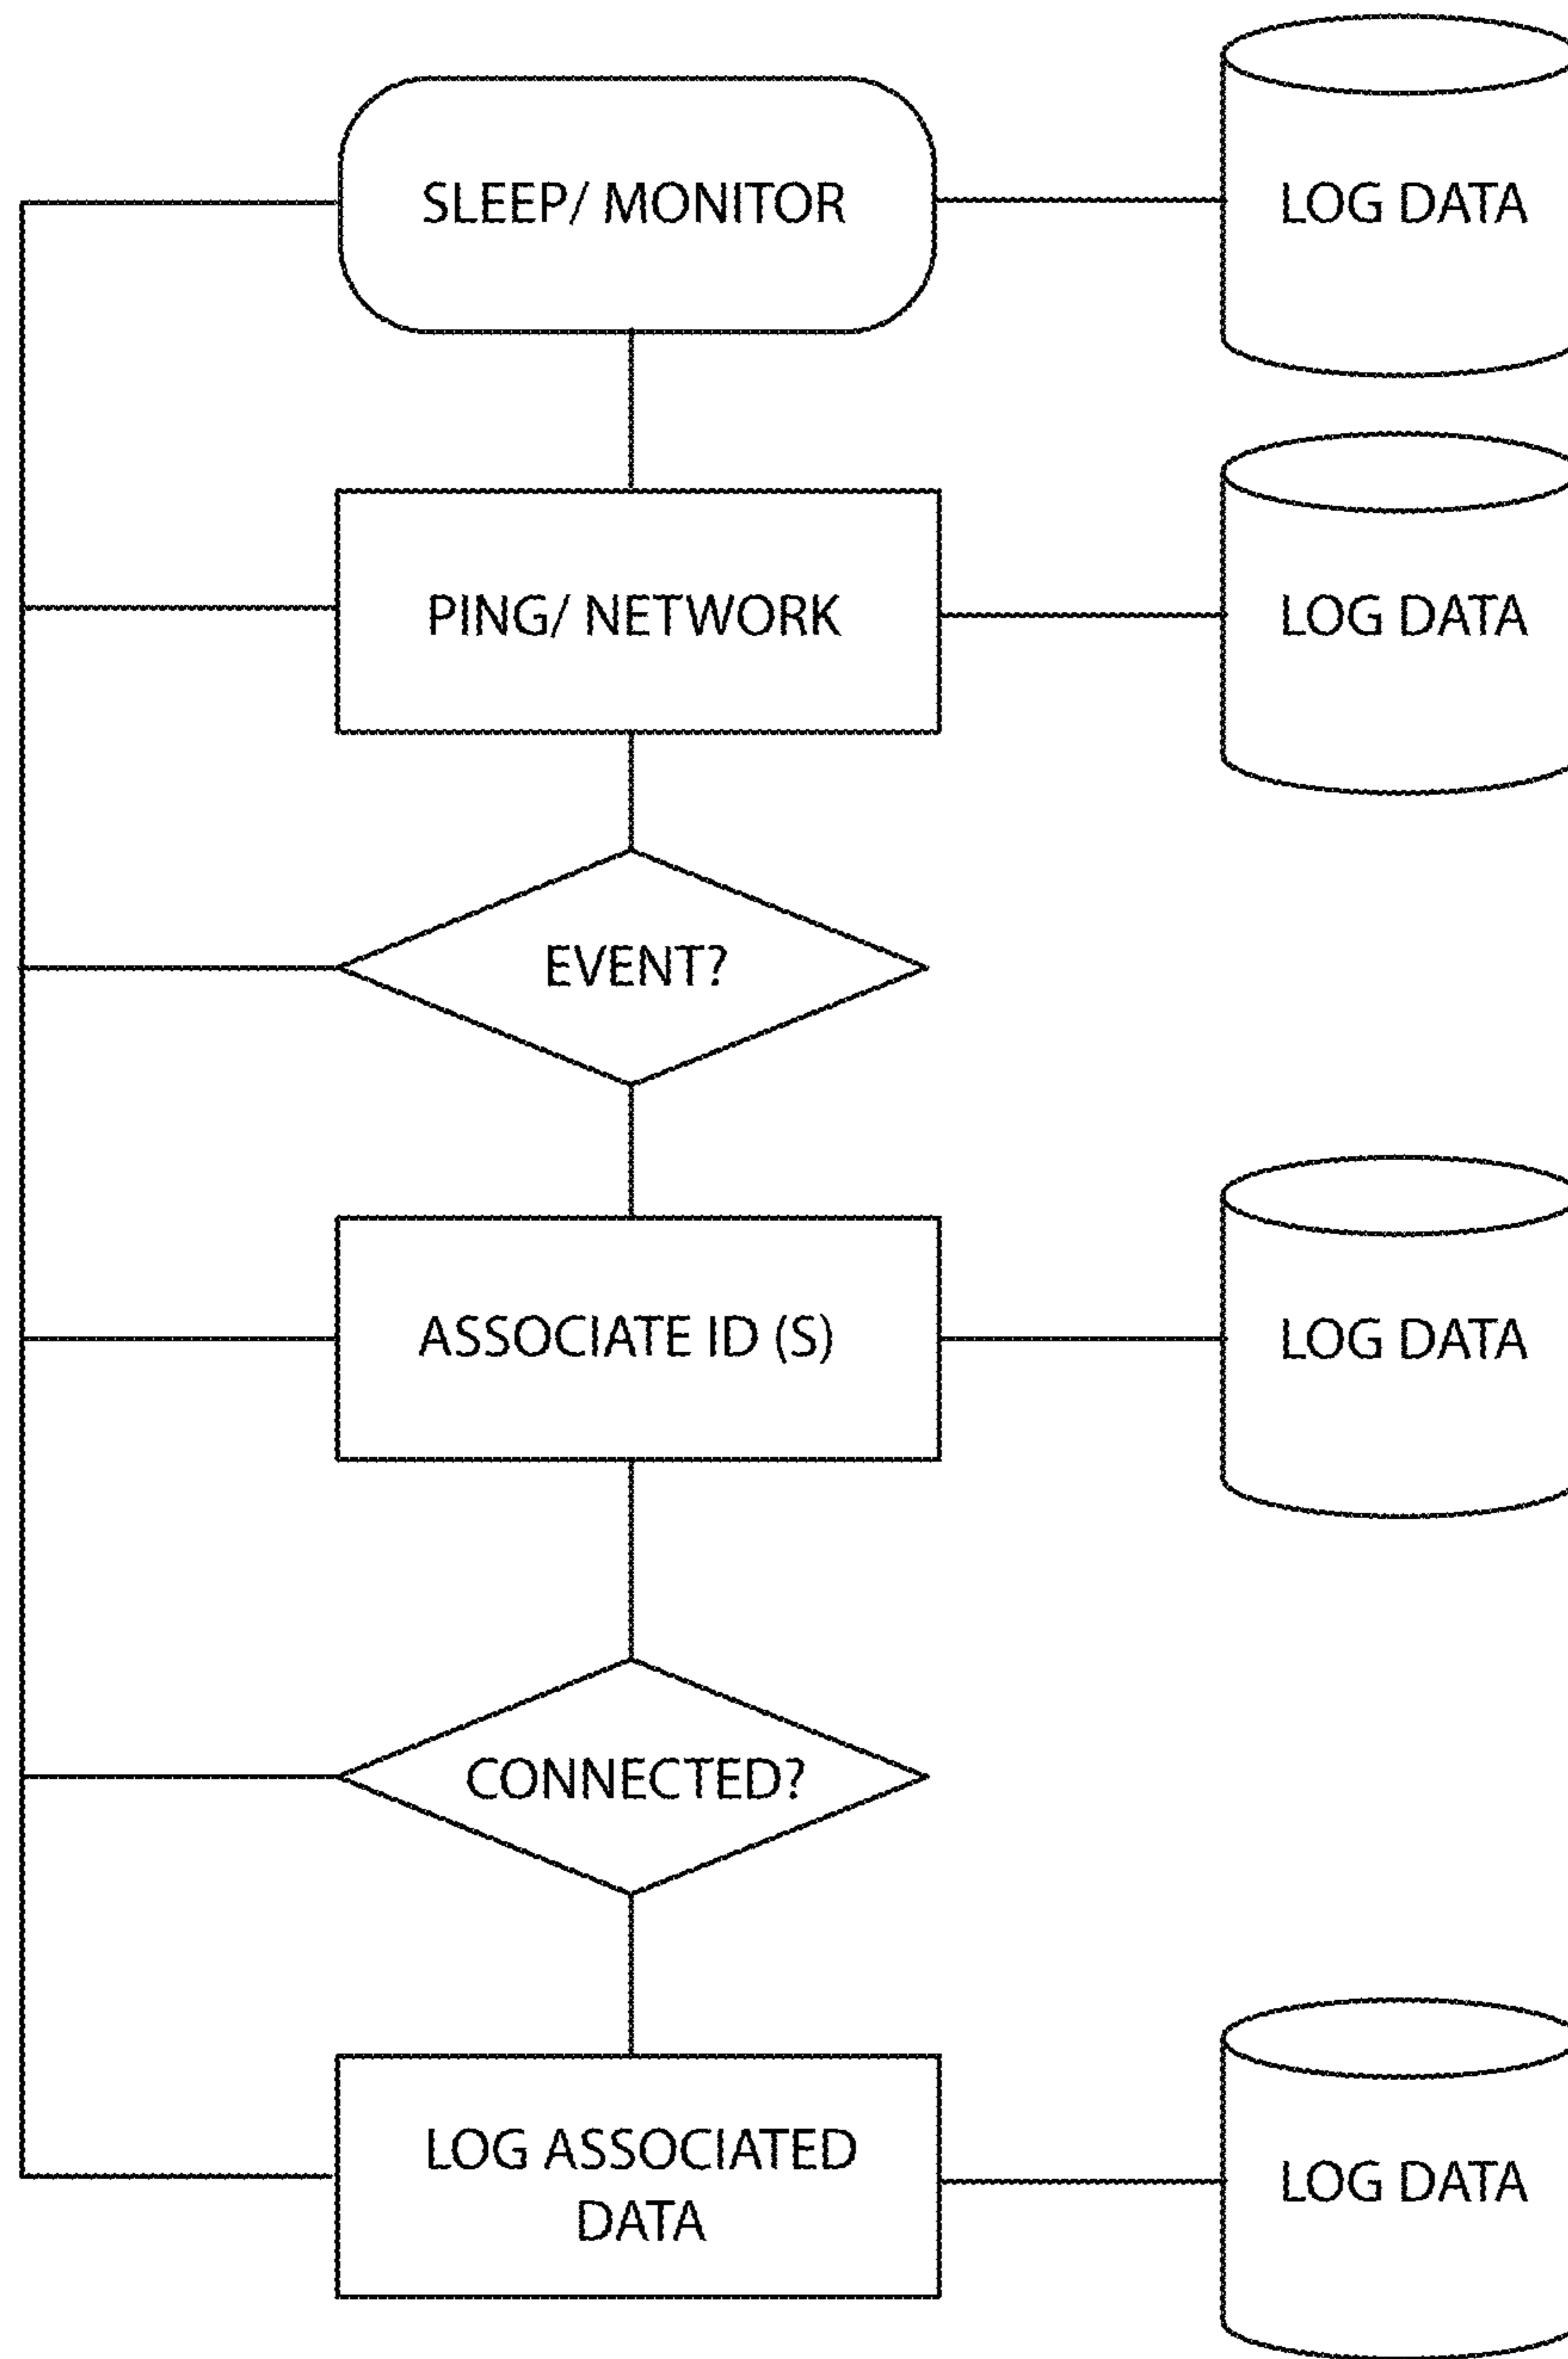 SLEEP/ MONITOR
LOG DATA
PING/ NETWORK
LOG DATA
EVENT?
ASSOCIATE ID (S)
LOG DATA
CONNECTED?
LOG ASSOCIATED
DATA
LOG DATA